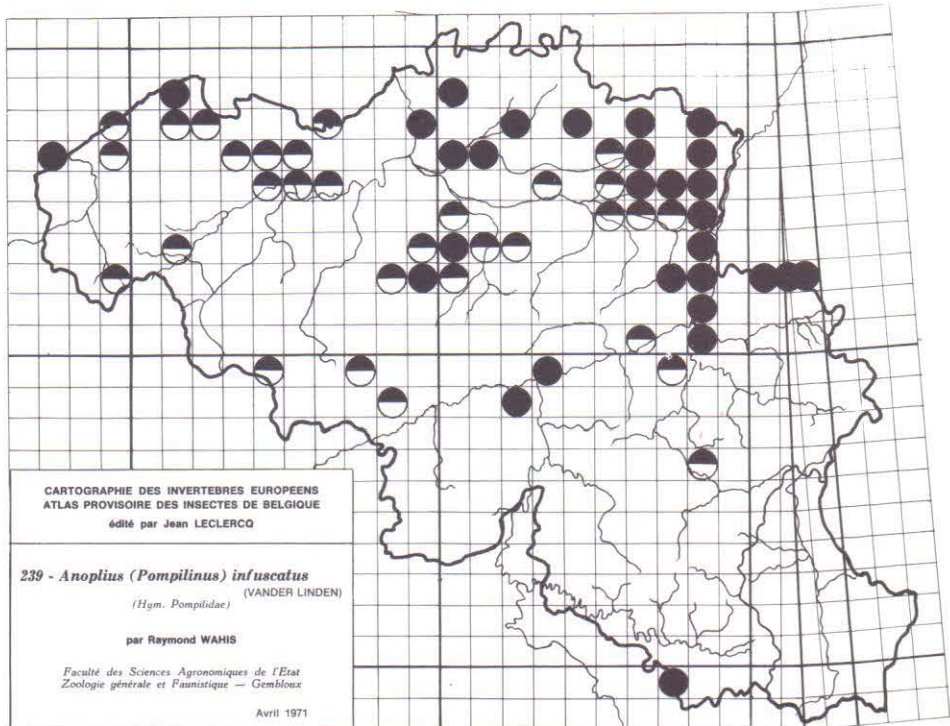 CARTOGRAPHIE DES INVERTEBRES EUROPEENS
ATLAS PROVISOIRE DES INSECTES DE BELGIQUE
édité par Jean LECLERCQ
239 - Anoplius (Pompilinus) infuscatus
(VANDER LINDEN)
(Hym. Pompilidae)
par Raymond WAHIS
Faculté des Sciences Agronomiques de l'Etat
Zoologie générale et Faunistique — Gembloux
Avril 1971